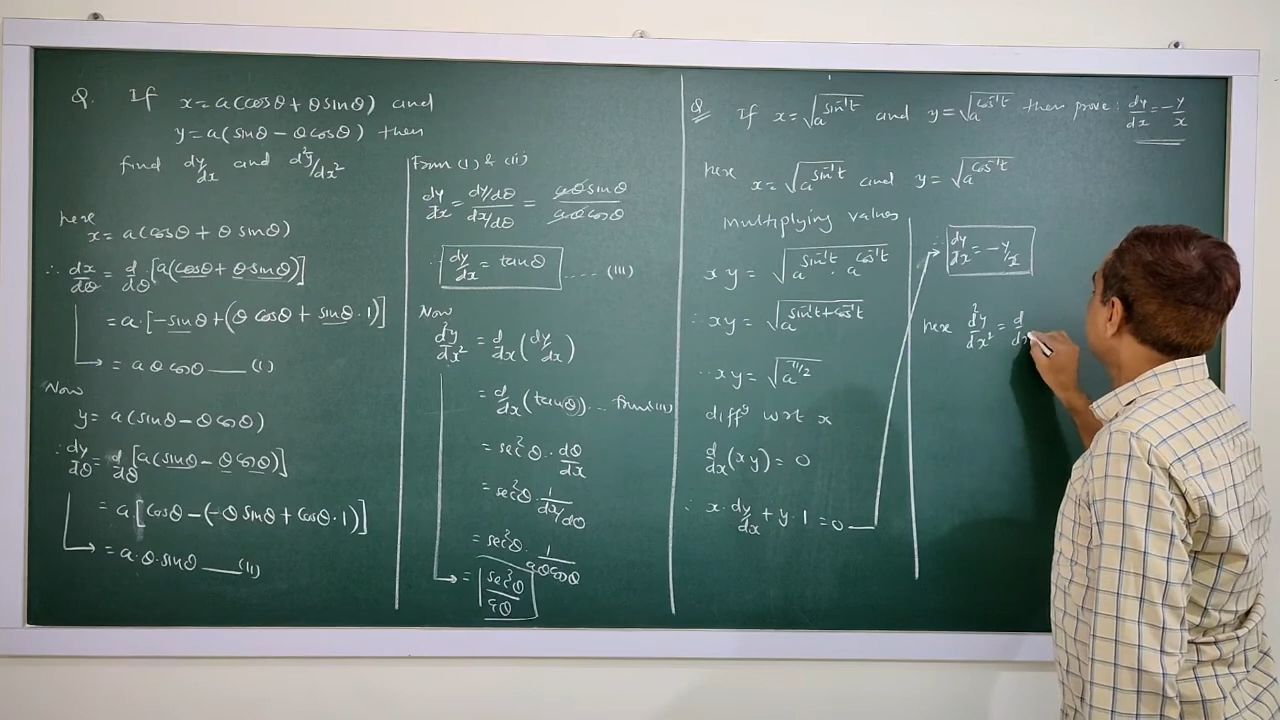 Q. If x = a(cosθ + θ sinθ) and
y = a(sinθ – θ cosθ) then
find dy/dx and d²y/dx²
here
x = a(cosθ + θ sinθ)
∴ dx/dθ = d/dθ [a(cosθ + θ sinθ)]
= a·[-sinθ + (θ cosθ + sinθ · 1)]
= a θ cosθ —— (i)
Now
y = a(sinθ – θ cosθ)
∴ dy/dθ = d/dθ [a(sinθ – θ cosθ)]
= a·[cosθ – (-θ sinθ + cosθ · 1)]
= a·θ·sinθ —— (ii)
from (i) & (ii)
dy/dx = (dy/dθ)/(dx/dθ) = (aθ sinθ)/(aθ cosθ)
∴ dy/dx = tanθ ..... (iii)
Now
d²y/dx² = d/dx (dy/dx)
= d/dx (tanθ) ... from (iii)
= sec²θ · dθ/dx
= sec²θ · 1/(dx/dθ)
= sec²θ · 1/(aθ cosθ)
= sec³θ/(aθ)
Q. If x = √(a^(sin⁻¹t)) and y = √(a^(cos⁻¹t)) then prove: dy/dx = -y/x
here x = √(a^(sin⁻¹t)) and y = √(a^(cos⁻¹t))
Multiplying values
x y = √(a^(sin⁻¹t) · a^(cos⁻¹t))
∴ xy = √(a^(sin⁻¹t + cos⁻¹t))
∴ xy = √(a^(π/2))
diffʸ wrt x
d/dx (xy) = 0
∴ x · dy/dx + y · 1 = 0
∴ dy/dx = -y/x
here d²y/dx² = d/dx